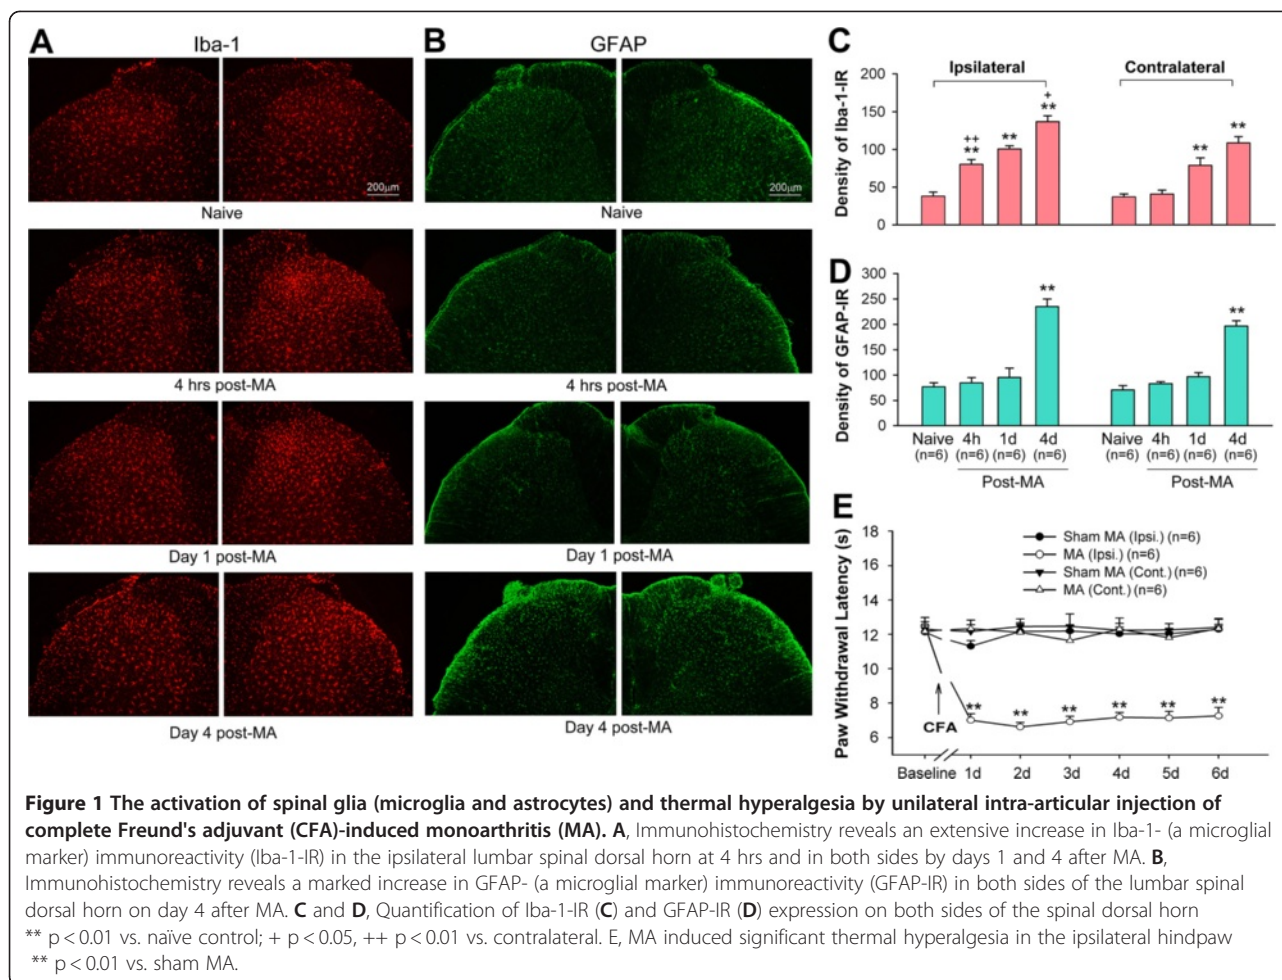 A
Iba-1
200µm
Naive
4 hrs post-MA
Day 1 post-MA
Day 4 post-MA
B
GFAP
200µm
Naive
4 hrs post-MA
Day 1 post-MA
Day 4 post-MA
C
Ipsilateral
Contralateral
Density of Iba-1-IR
200
150
100
50
0
++
**
**
+
**
**
**
D
Density of GFAP-IR
300
250
200
150
100
50
0
**
**
Naive 4h 1d 4d Naive 4h 1d 4d
(n=6) (n=6) (n=6) (n=6) (n=6) (n=6) (n=6) (n=6)
Post-MA Post-MA
E
Paw Withdrawal Latency (s)
18
16
14
12
10
8
6
Sham MA (Ipsi.) (n=6)
MA (Ipsi.) (n=6)
Sham MA (Cont.) (n=6)
MA (Cont.) (n=6)
CFA
** ** ** ** ** **
Baseline 1d 2d 3d 4d 5d 6d
Figure 1 The activation of spinal glia (microglia and astrocytes) and thermal hyperalgesia by unilateral intra-articular injection of
complete Freund's adjuvant (CFA)-induced monoarthritis (MA). A, Immunohistochemistry reveals an extensive increase in Iba-1- (a microglial
marker) immunoreactivity (Iba-1-IR) in the ipsilateral lumbar spinal dorsal horn at 4 hrs and in both sides by days 1 and 4 after MA. B,
Immunohistochemistry reveals a marked increase in GFAP- (a microglial marker) immunoreactivity (GFAP-IR) in both sides of the lumbar spinal
dorsal horn on day 4 after MA. C and D, Quantification of Iba-1-IR (C) and GFAP-IR (D) expression on both sides of the spinal dorsal horn
** p < 0.01 vs. naïve control; + p < 0.05, ++ p < 0.01 vs. contralateral. E, MA induced significant thermal hyperalgesia in the ipsilateral hindpaw
** p < 0.01 vs. sham MA.